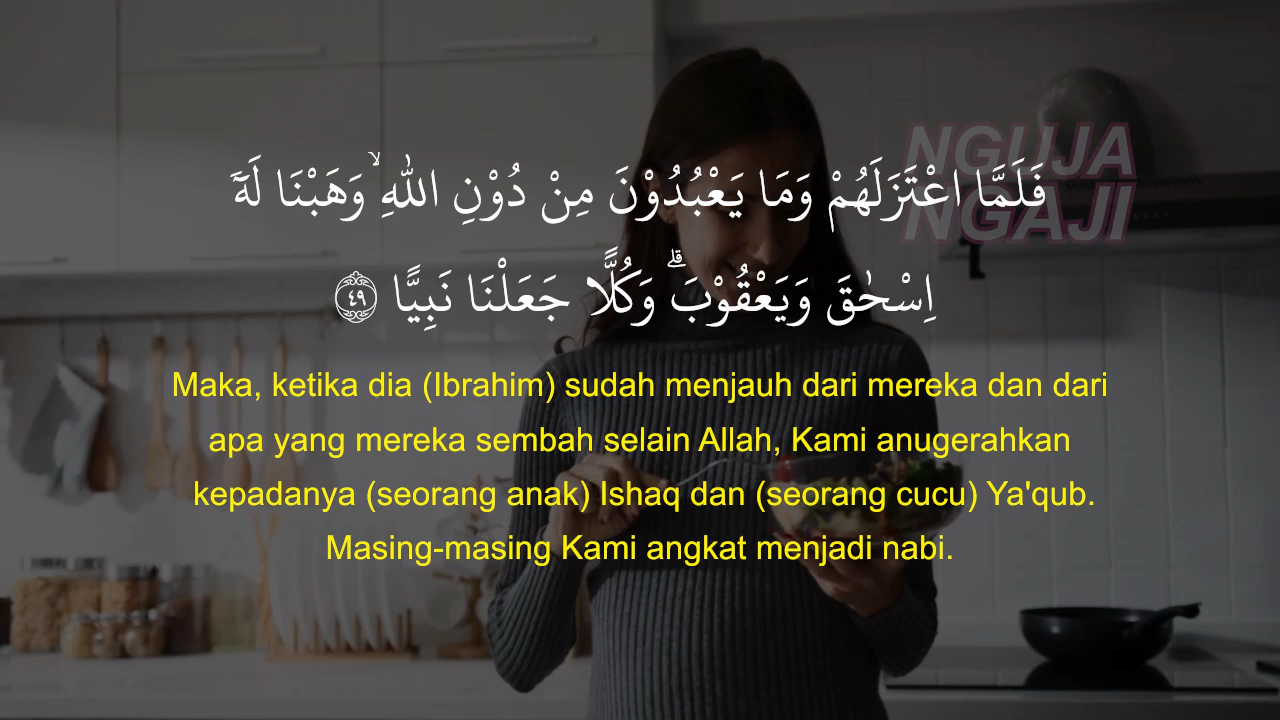 NGUJA
NGAJI
فَلَمَّا اعْتَزَلَهُمْ وَمَا يَعْبُدُوْنَ مِنْ دُوْنِ اللّٰهِ ۙوَهَبْنَا لَهٗٓ
اِسْحٰقَ وَيَعْقُوْبَۗ وَكُلًّا جَعَلْنَا نَبِيًّا ٤٩
Maka, ketika dia (Ibrahim) sudah menjauh dari mereka dan dari
apa yang mereka sembah selain Allah, Kami anugerahkan
kepadanya (seorang anak) Ishaq dan (seorang cucu) Ya'qub.
Masing-masing Kami angkat menjadi nabi.